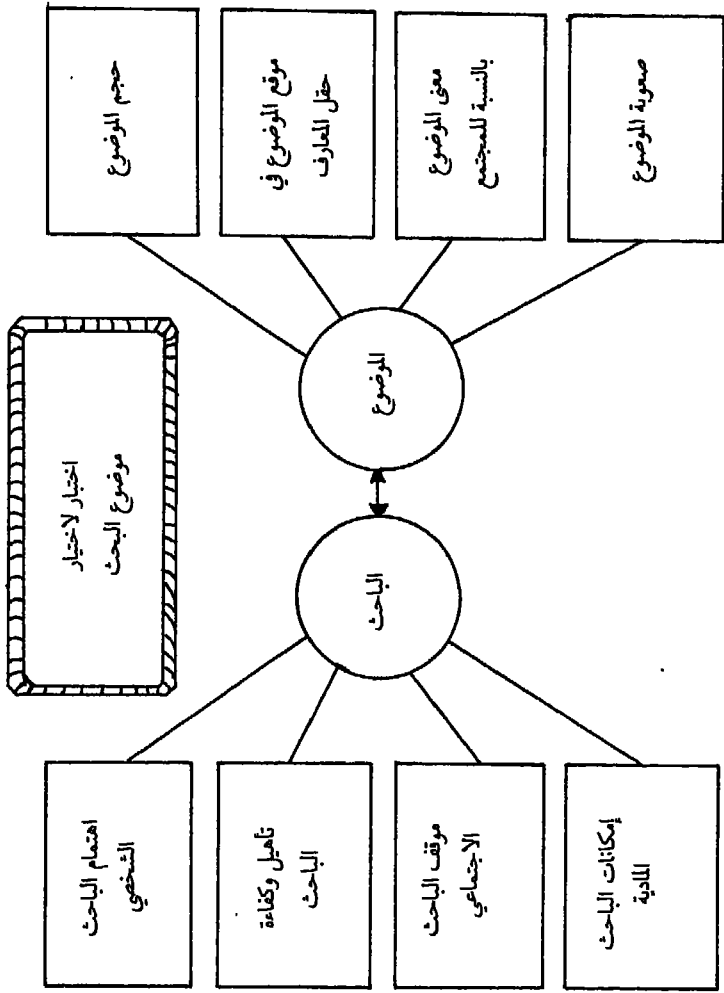 اختبار لاختيار
موضوع البحث
حجم الموضوع
موقع الموضوع في
حقل المعارف
معنى الموضوع
بالنسبة للمجتمع
صعوبة الموضوع
الموضوع
الباحث
اهتمام الباحث
الشخصي
تأهيل وكفاءة
الباحث
موقف الباحث
الاجتماعي
إمكانات الباحث
المادية